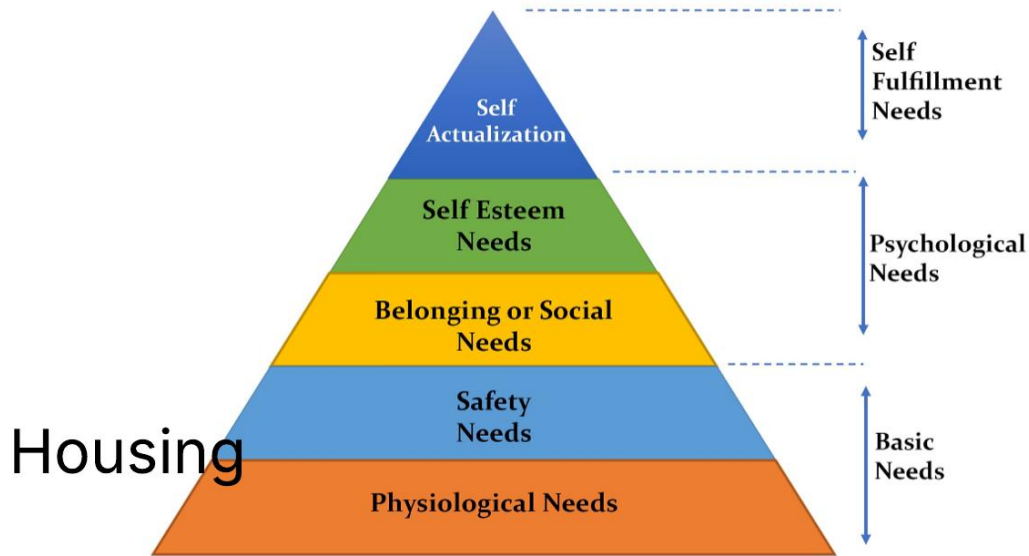 Self
Actualization
Self
Fulfillment
Needs
Self Esteem
Needs
Psychological
Needs
Belonging or Social
Needs
Safety
Needs
Housing
Basic
Needs
Physiological Needs